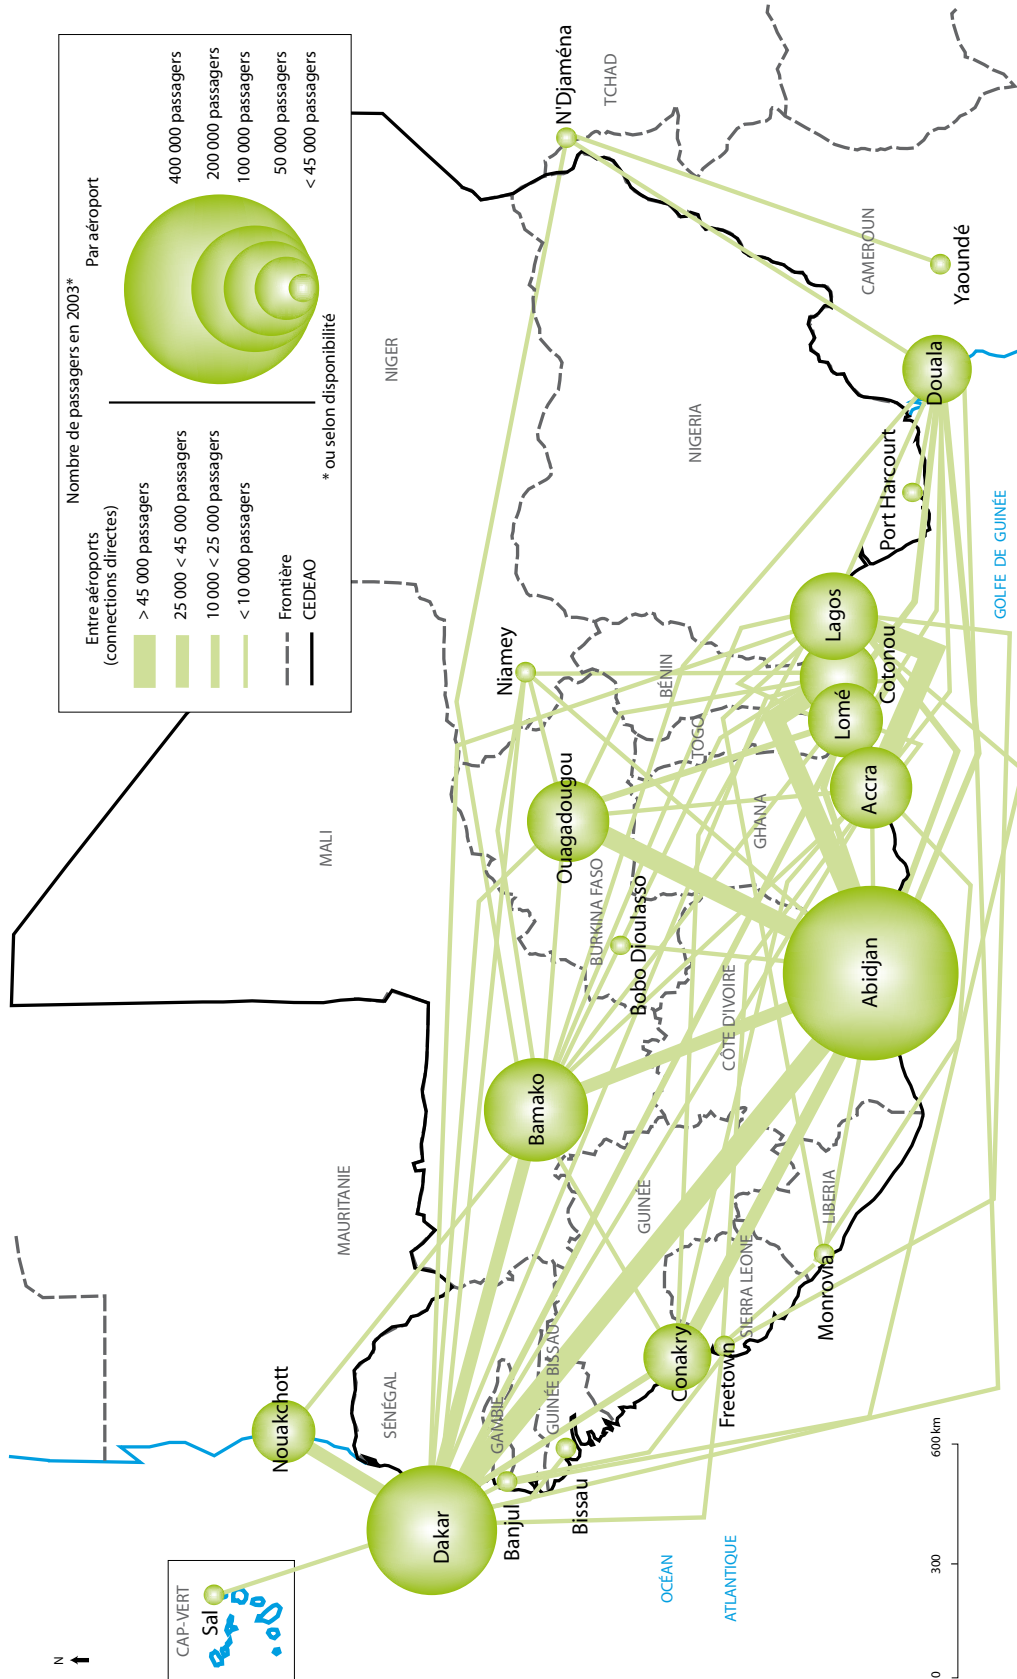 Nombre de passagers en 2003*
Entre aéroports
(connections directes)
> 45 000 passagers
25 000 < 45 000 passagers
10 000 < 25 000 passagers
< 10 000 passagers
Frontière
CEDEAO
Par aéroport
400 000 passagers
200 000 passagers
100 000 passagers
50 000 passagers
< 45 000 passagers
* ou selon disponibilité
N
CAP-VERT
Sal
Nouakchott
MAURITANIE
MALI
NIGER
N'Djaména
TCHAD
SÉNÉGAL
Dakar
GAMBIE
Banjul
GUINÉE BISSAU
Bissau
Bamako
Ouagadougou
Niamey
BURKINA FASO
Bobo Dioulasso
GUINÉE
Conakry
SIERRA LEONE
Freetown
LIBERIA
Monrovia
CÔTE D'IVOIRE
Abidjan
GHANA
Accra
TOGO
Lomé
BÉNIN
Cotonou
NIGERIA
Lagos
Port Harcourt
CAMEROUN
Douala
Yaoundé
OCÉAN
ATLANTIQUE
GOLFE DE GUINÉE
0
300
600 km